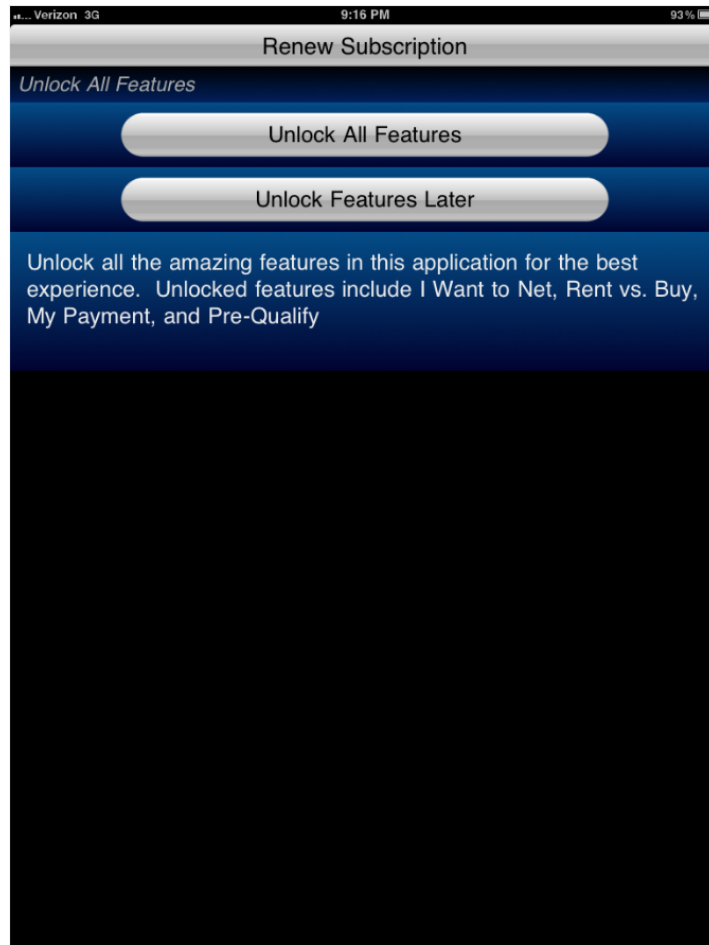 Verizon 3G 9:16 PM 93%
Renew Subscription
Unlock All Features
Unlock All Features
Unlock Features Later
Unlock all the amazing features in this application for the best
experience.  Unlocked features include I Want to Net, Rent vs. Buy,
My Payment, and Pre-Qualify